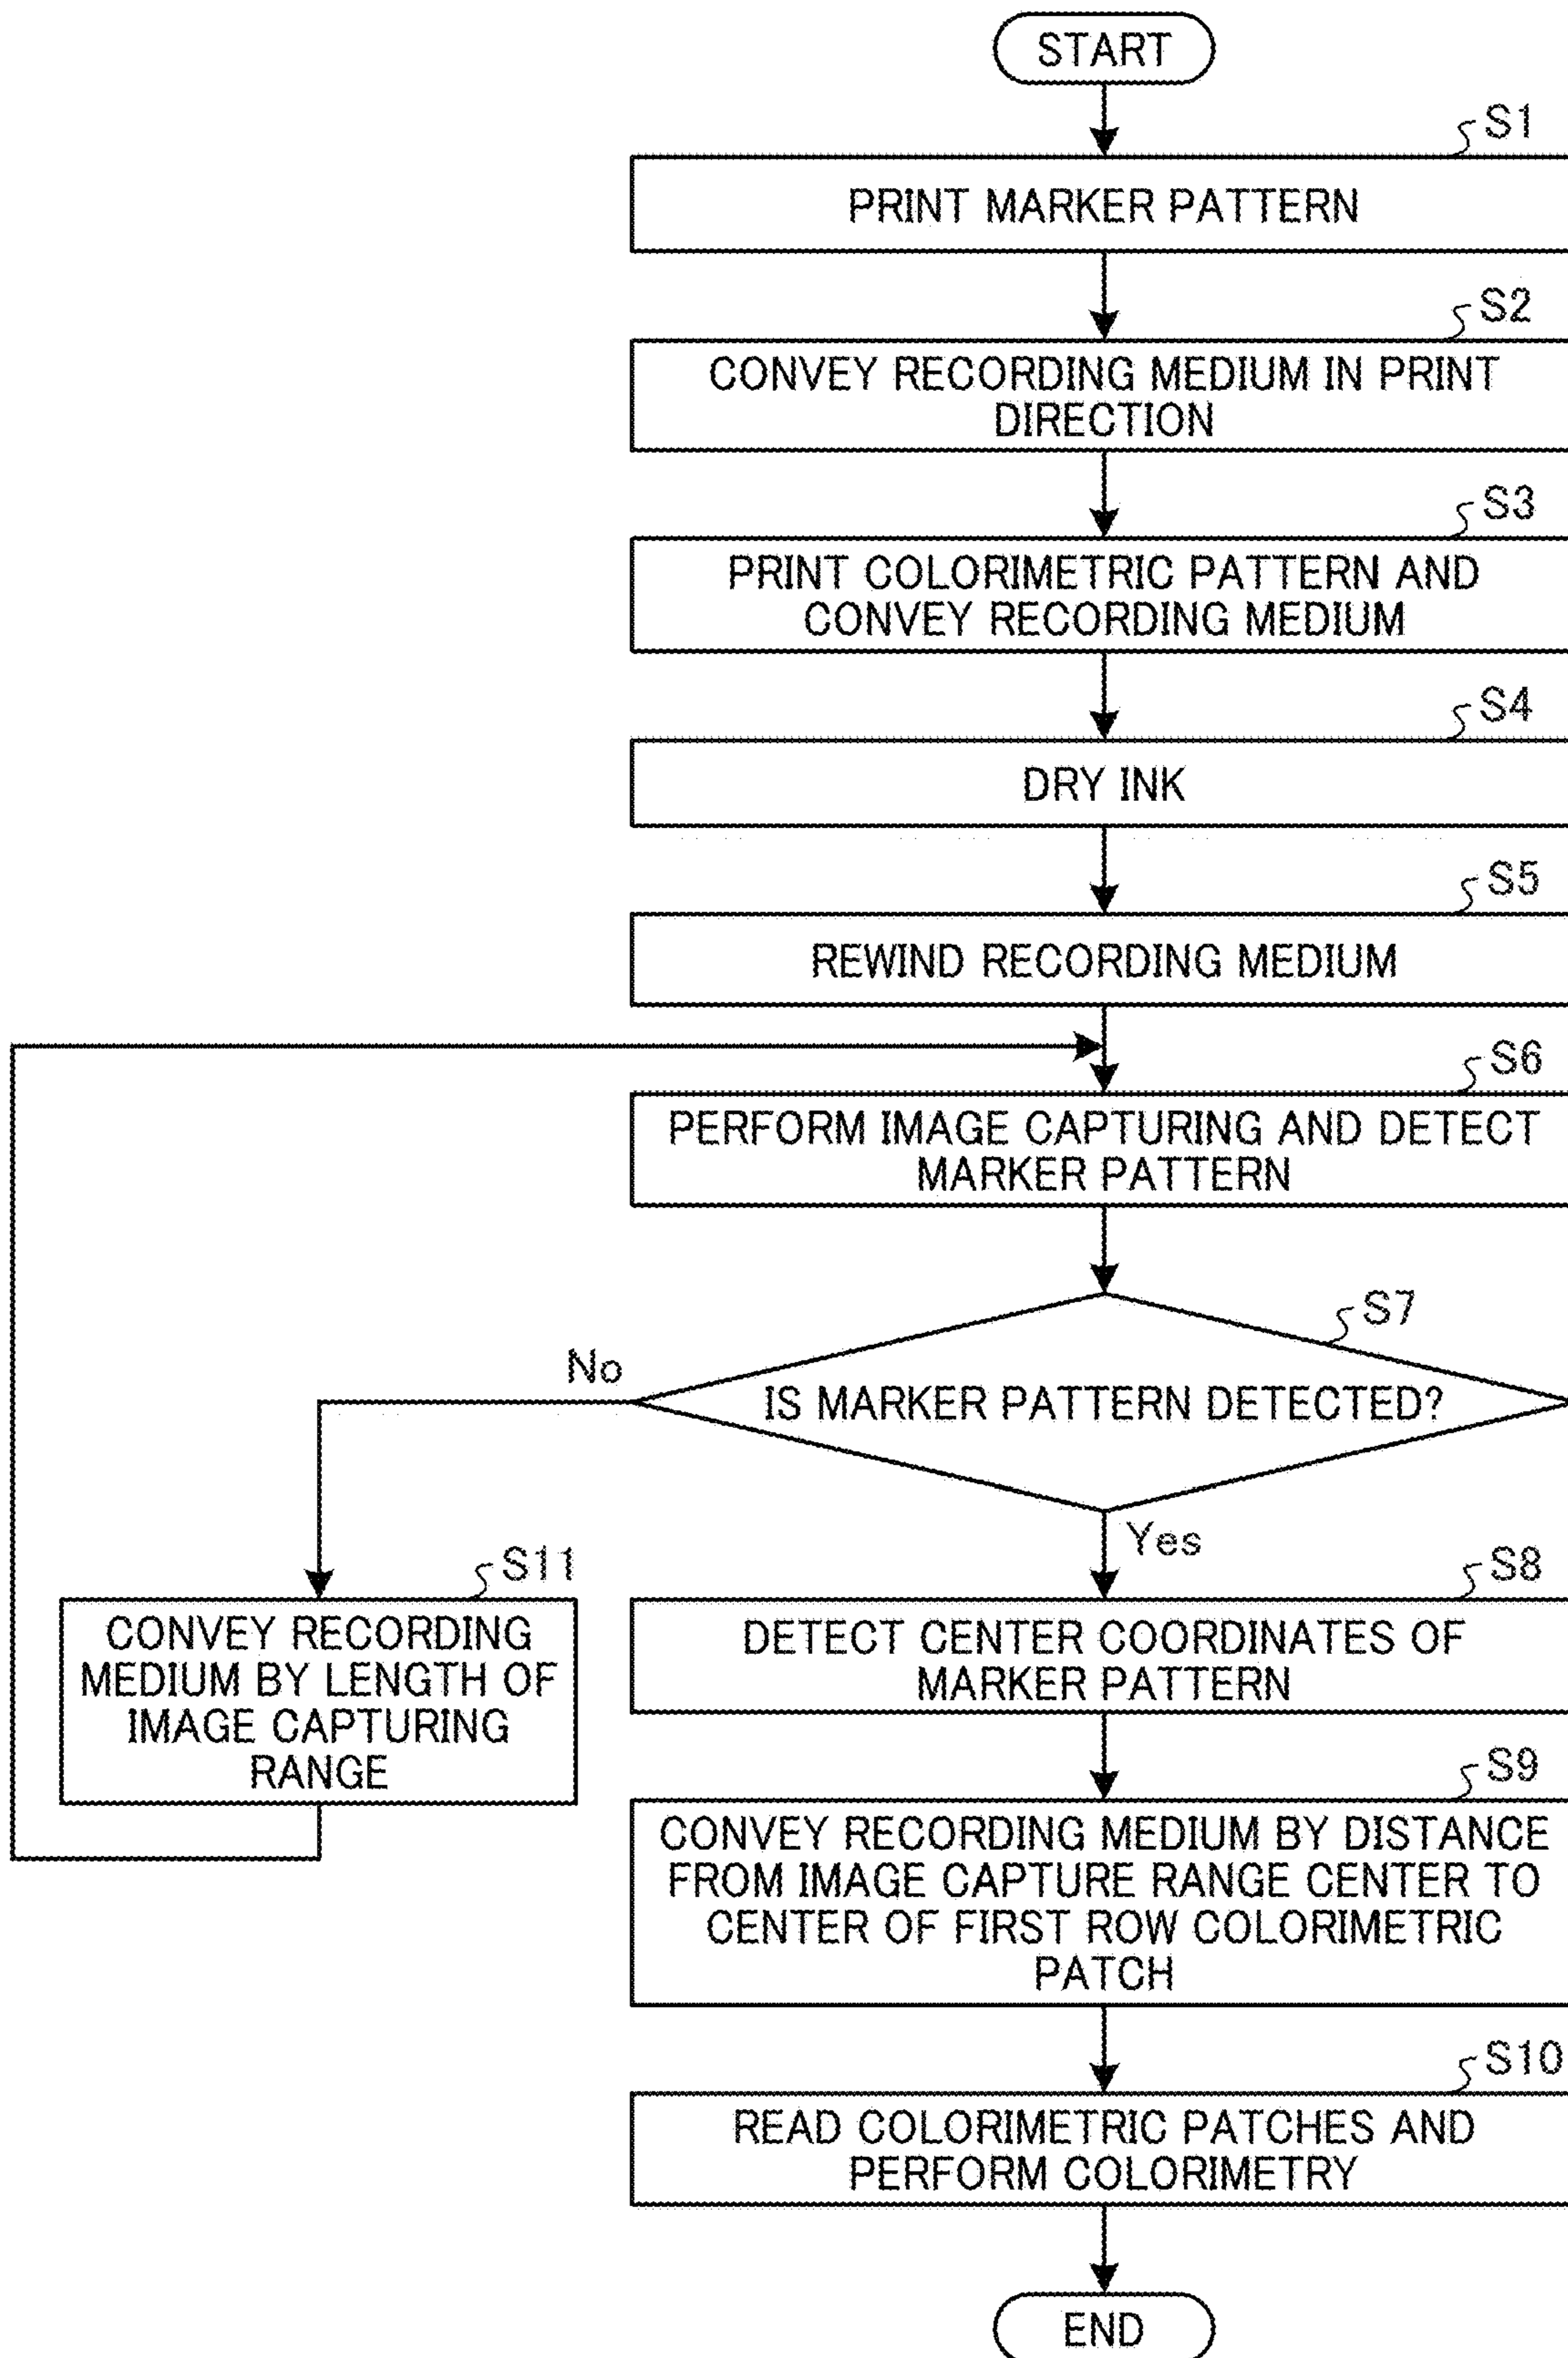 START
S1
PRINT MARKER PATTERN
S2
CONVEY RECORDING MEDIUM IN PRINT
DIRECTION
S3
PRINT COLORIMETRIC PATTERN AND
CONVEY RECORDING MEDIUM
S4
DRY INK
S5
REWIND RECORDING MEDIUM
S6
PERFORM IMAGE CAPTURING AND DETECT
MARKER PATTERN
S7
IS MARKER PATTERN DETECTED?
No
Yes
S11
CONVEY RECORDING
MEDIUM BY LENGTH OF
IMAGE CAPTURING
RANGE
S8
DETECT CENTER COORDINATES OF
MARKER PATTERN
S9
CONVEY RECORDING MEDIUM BY DISTANCE
FROM IMAGE CAPTURE RANGE CENTER TO
CENTER OF FIRST ROW COLORIMETRIC
PATCH
S10
READ COLORIMETRIC PATCHES AND
PERFORM COLORIMETRY
END